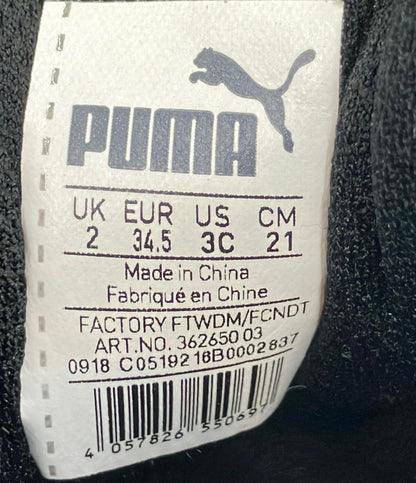 PUMA
UK EUR US CM
2 34.5 3C 21
Made in China
Fabriqué en Chine
FACTORY FTWDM/FCNDT
ART.NO. 362650 03
0918 C0519216B0002837
4 057826 550697